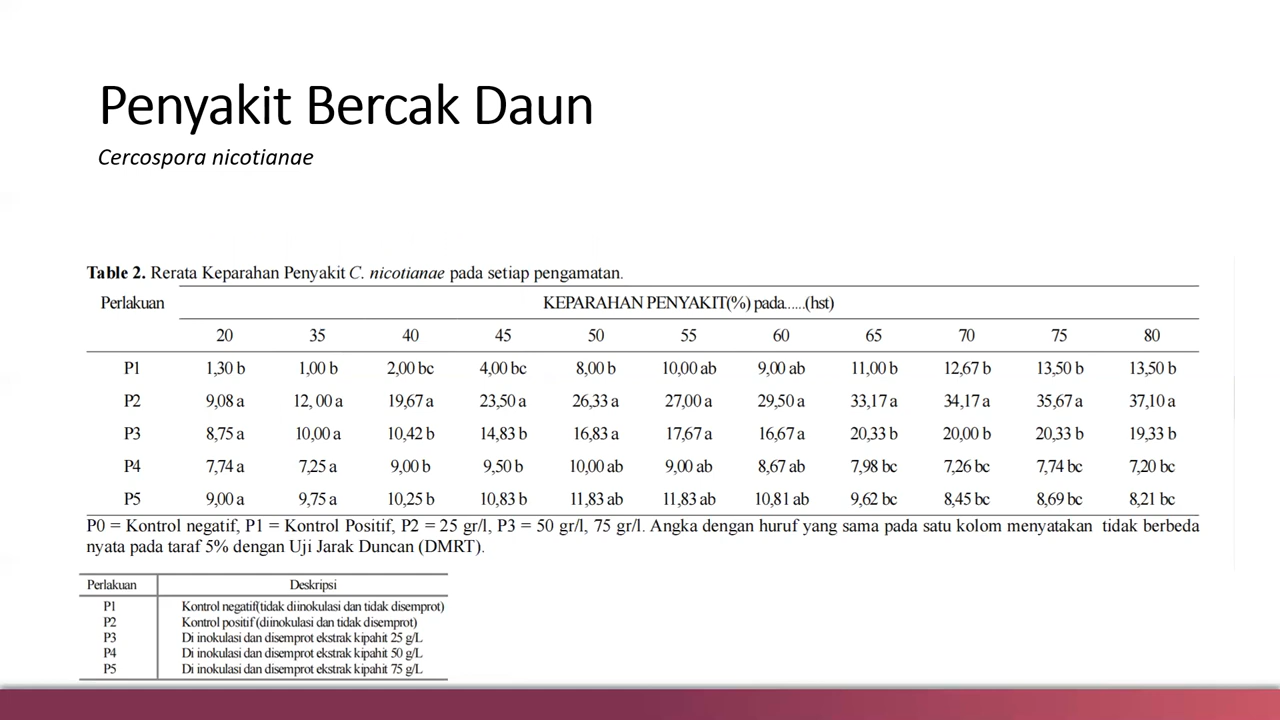 Penyakit Bercak Daun
Cercospora nicotianae
Table 2. Rerata Keparahan Penyakit C. nicotianae pada setiap pengamatan.
Perlakuan KEPARAHAN PENYAKIT(%) pada......(hst)
20 35 40 45 50 55 60 65 70 75 80
P1 1,30 b 1,00 b 2,00 bc 4,00 bc 8,00 b 10,00 ab 9,00 ab 11,00 b 12,67 b 13,50 b 13,50 b
P2 9,08 a 12, 00 a 19,67 a 23,50 a 26,33 a 27,00 a 29,50 a 33,17 a 34,17 a 35,67 a 37,10 a
P3 8,75 a 10,00 a 10,42 b 14,83 b 16,83 a 17,67 a 16,67 a 20,33 b 20,00 b 20,33 b 19,33 b
P4 7,74 a 7,25 a 9,00 b 9,50 b 10,00 ab 9,00 ab 8,67 ab 7,98 bc 7,26 bc 7,74 bc 7,20 bc
P5 9,00 a 9,75 a 10,25 b 10,83 b 11,83 ab 11,83 ab 10,81 ab 9,62 bc 8,45 bc 8,69 bc 8,21 bc
P0 = Kontrol negatif, P1 = Kontrol Positif, P2 = 25 gr/l, P3 = 50 gr/l, 75 gr/l. Angka dengan huruf yang sama pada satu kolom menyatakan tidak berbeda
nyata pada taraf 5% dengan Uji Jarak Duncan (DMRT).
Perlakuan Deskripsi
P1 Kontrol negatif(tidak diinokulasi dan tidak disemprot)
P2 Kontrol positif (diinokulasi dan tidak disemprot)
P3 Di inokulasi dan disemprot ekstrak kipahit 25 g/L
P4 Di inokulasi dan disemprot ekstrak kipahit 50 g/L
P5 Di inokulasi dan disemprot ekstrak kipahit 75 g/L